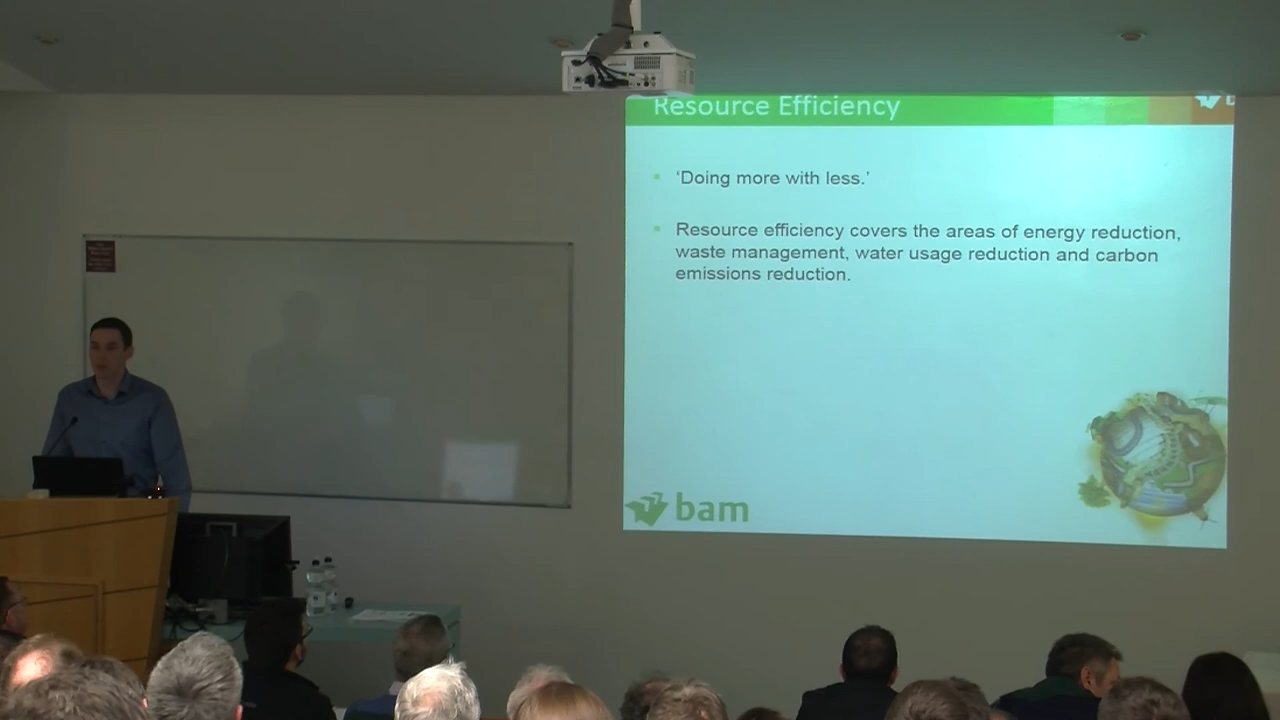 Resource Efficiency
‘Doing more with less.’
Resource efficiency covers the areas of energy reduction,
waste management, water usage reduction and carbon
emissions reduction.
bam